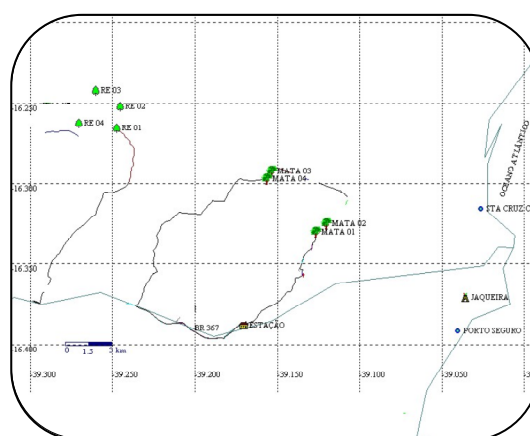 RE 03
RE 02
RE 04
RE 01
-16.250
-16.300
-16.350
-16.400
MATA 03
MATA 04
MATA 02
MATA 01
OCEANO ATLÂNTICO
STA CRUZ C
JAQUEIRA
PORTO SEGURO
BR 367
ESTAÇÃO
0 1.5 3 km
-39.300
-39.250
-39.200
-39.150
-39.100
-39.050